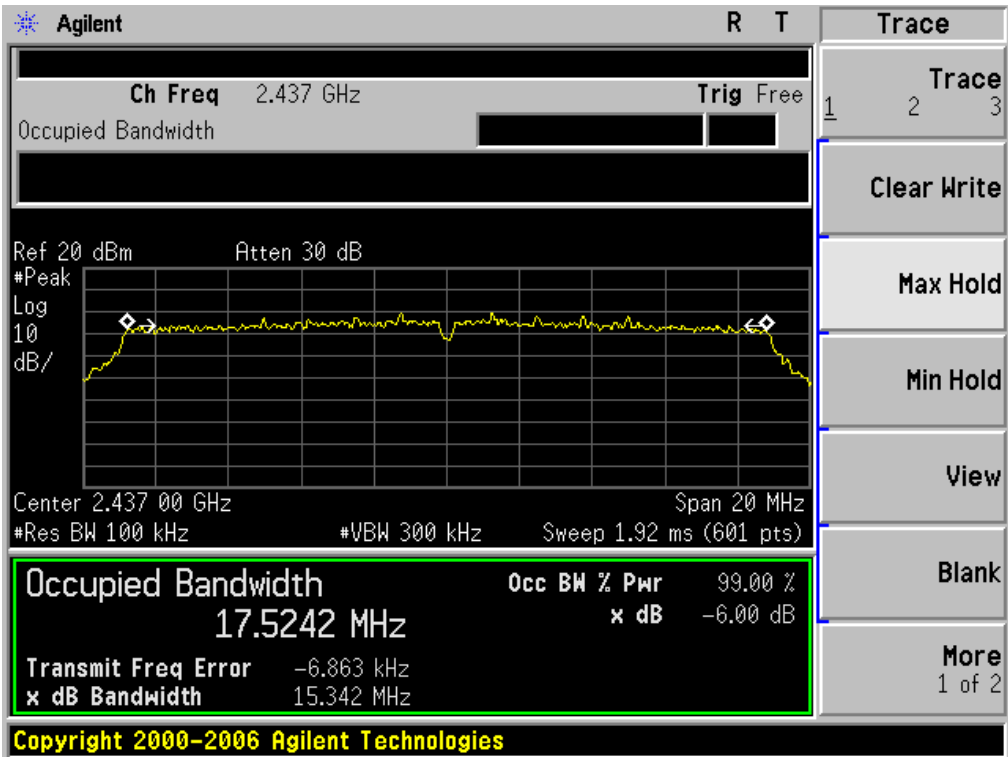 Agilent R T
Ch Freq 2.437 GHz Trig Free
Occupied Bandwidth
Ref 20 dBm Atten 30 dB
#Peak
Log
10
dB/
Center 2.437 00 GHz Span 20 MHz
#Res BW 100 kHz #VBW 300 kHz Sweep 1.92 ms (601 pts)
Occupied Bandwidth
17.5242 MHz
Occ BW % Pwr 99.00 %
x dB -6.00 dB
Transmit Freq Error -6.863 kHz
x dB Bandwidth 15.342 MHz
Copyright 2000-2006 Agilent Technologies
Trace
Trace
1 2 3
Clear Write
Max Hold
Min Hold
View
Blank
More
1 of 2